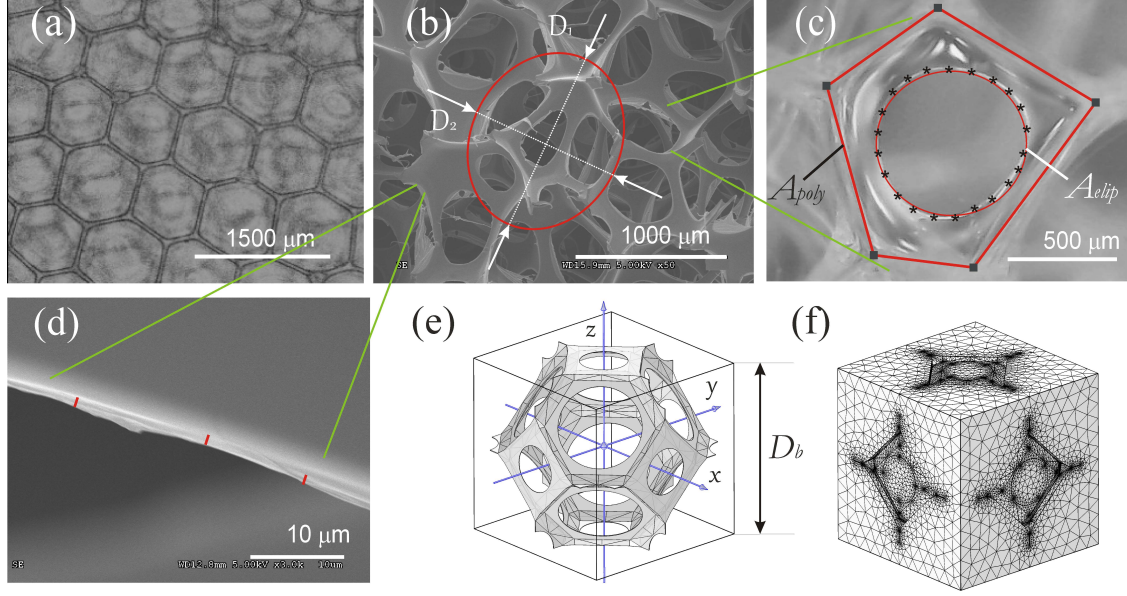 (a)
1500 μm
(b)
D1
D2
1000 μm
SE
WD15.9mm 5.00kV x50
(c)
Apoly
Aelip
500 μm
(d)
10 μm
SE
WD12.8mm 5.00kV x3.0k 10um
(e)
z
y
x
Db
(f)